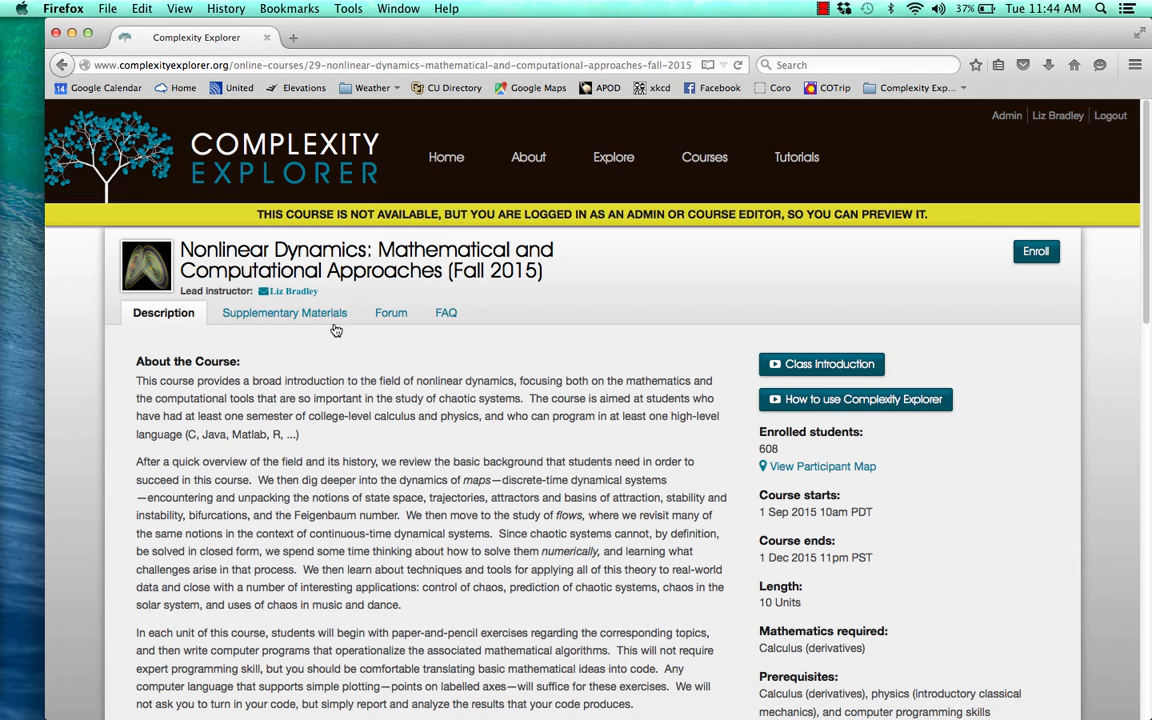 Firefox File Edit View History Bookmarks Tools Window Help 37% Tue 11:44 AM
Complexity Explorer
www.complexityexplorer.org/online-courses/29-nonlinear-dynamics-mathematical-and-computational-approaches-fall-2015 Search
14 Google Calendar Home United Elevations Weather CU Directory Google Maps APOD xkcd Facebook Coro COTrip Complexity Exp...
Admin Liz Bradley Logout
COMPLEXITY
EXPLORER
Home About Explore Courses Tutorials
THIS COURSE IS NOT AVAILABLE, BUT YOU ARE LOGGED IN AS AN ADMIN OR COURSE EDITOR, SO YOU CAN PREVIEW IT.
Nonlinear Dynamics: Mathematical and
Computational Approaches (Fall 2015)
Enroll
Lead instructor: Liz Bradley
Description Supplementary Materials Forum FAQ
About the Course:
This course provides a broad introduction to the field of nonlinear dynamics, focusing both on the mathematics and
the computational tools that are so important in the study of chaotic systems. The course is aimed at students who
have had at least one semester of college-level calculus and physics, and who can program in at least one high-level
language (C, Java, Matlab, R, ...)
After a quick overview of the field and its history, we review the basic background that students need in order to
succeed in this course. We then dig deeper into the dynamics of maps—discrete-time dynamical systems
—encountering and unpacking the notions of state space, trajectories, attractors and basins of attraction, stability and
instability, bifurcations, and the Feigenbaum number. We then move to the study of flows, where we revisit many of
the same notions in the context of continuous-time dynamical systems. Since chaotic systems cannot, by definition,
be solved in closed form, we spend some time thinking about how to solve them numerically, and learning what
challenges arise in that process. We then learn about techniques and tools for applying all of this theory to real-world
data and close with a number of interesting applications: control of chaos, prediction of chaotic systems, chaos in the
solar system, and uses of chaos in music and dance.
In each unit of this course, students will begin with paper-and-pencil exercises regarding the corresponding topics,
and then write computer programs that operationalize the associated mathematical algorithms. This will not require
expert programming skill, but you should be comfortable translating basic mathematical ideas into code. Any
computer language that supports simple plotting—points on labelled axes—will suffice for these exercises. We will
not ask you to turn in your code, but simply report and analyze the results that your code produces.
Class Introduction
How to use Complexity Explorer
Enrolled students:
608
View Participant Map
Course starts:
1 Sep 2015 10am PDT
Course ends:
1 Dec 2015 11pm PST
Length:
10 Units
Mathematics required:
Calculus (derivatives)
Prerequisites:
Calculus (derivatives), physics (introductory classical
mechanics), and computer programming skills